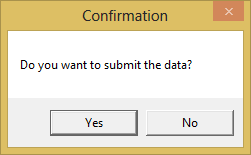 Confirmation
Do you want to submit the data?
Yes
No